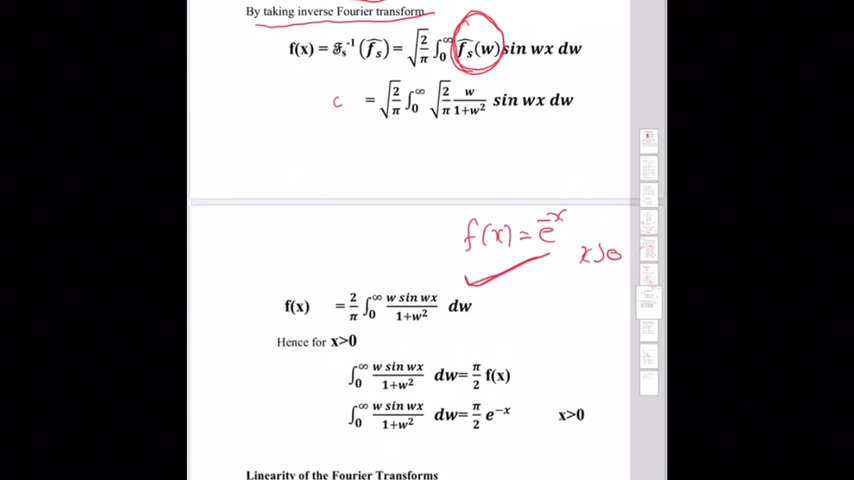 By taking inverse Fourier transform
f(x) = 𝔉ₛ⁻¹ (f̂ₛ) = √(2/π) ∫₀^∞ f̂ₛ(w) sin wx dw
c = √(2/π) ∫₀^∞ √(2/π) w/(1+w²) sin wx dw
f(x) = e⁻ˣ
x>0
f(x) = 2/π ∫₀^∞ (w sin wx)/(1+w²) dw
Hence for x>0
∫₀^∞ (w sin wx)/(1+w²) dw= π/2 f(x)
∫₀^∞ (w sin wx)/(1+w²) dw= π/2 e⁻ˣ x>0
Linearity of the Fourier Transforms